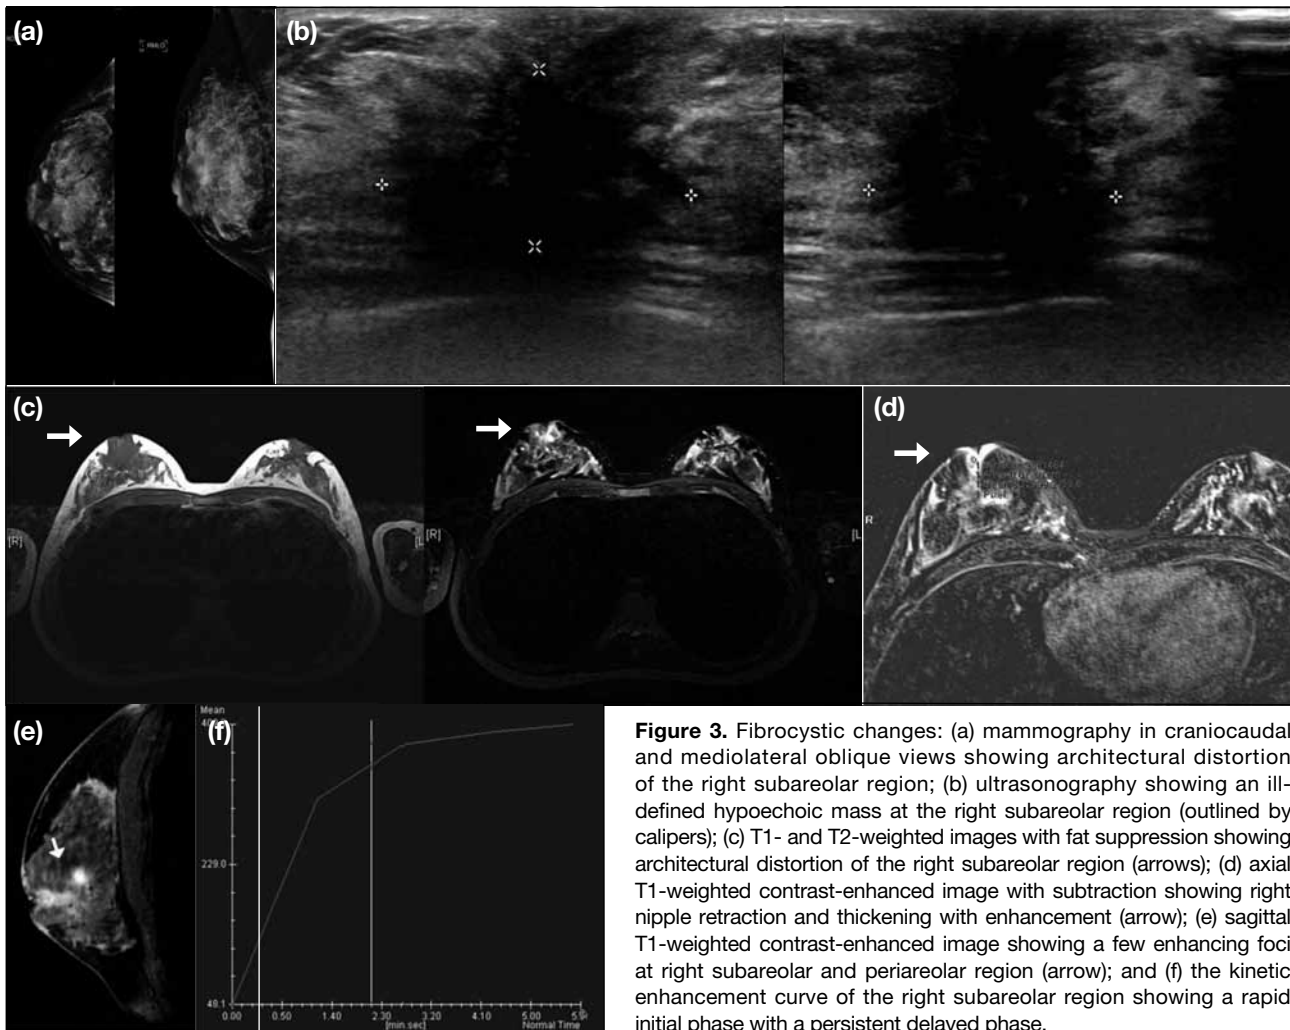 (a)
RMLO
(b)
(c)
[R]
[L
[R]
[L
(d)
R
(e)
(f)
Mean
229.0
49.1
0.00 0.50 1.40 2.30 3.20 4.10 5.00
[min.sec] Normal Time
Figure 3. Fibrocystic changes: (a) mammography in craniocaudal
and mediolateral oblique views showing architectural distortion
of the right subareolar region; (b) ultrasonography showing an ill-
defined hypoechoic mass at the right subareolar region (outlined by
calipers); (c) T1- and T2-weighted images with fat suppression showing
architectural distortion of the right subareolar region (arrows); (d) axial
T1-weighted contrast-enhanced image with subtraction showing right
nipple retraction and thickening with enhancement (arrow); (e) sagittal
T1-weighted contrast-enhanced image showing a few enhancing foci
at right subareolar and periareolar region (arrow); and (f) the kinetic
enhancement curve of the right subareolar region showing a rapid
initial phase with a persistent delayed phase.